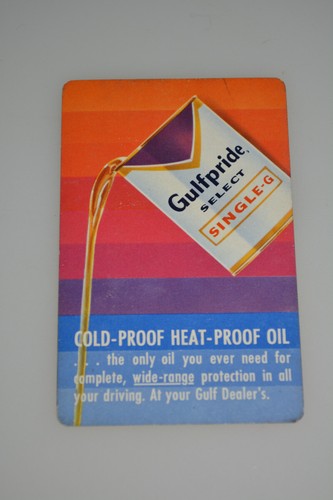 Gulfpride
SELECT
SINGLE-G
COLD-PROOF HEAT-PROOF OIL
. . . the only oil you ever need for
complete, wide-range protection in all
your driving. At your Gulf Dealer's.